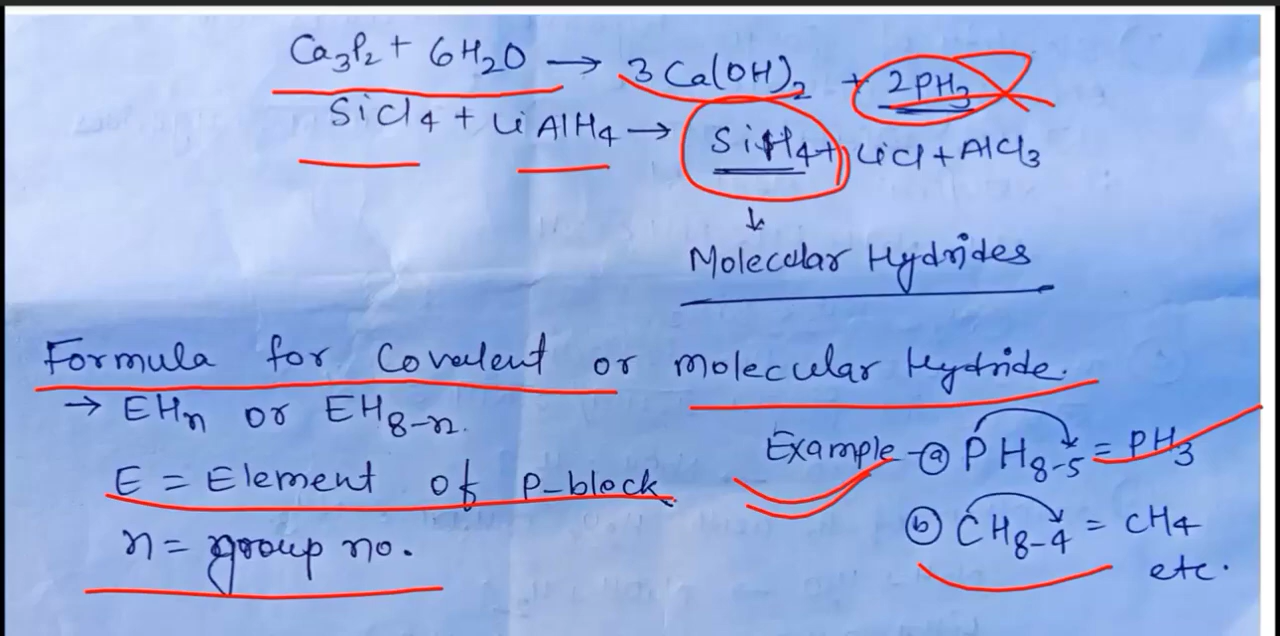 Ca₃P₂ + 6H₂O → 3Ca(OH)₂ + 2PH₃
SiCl₄ + LiAlH₄ → SiH₄ + LiCl + AlCl₃
↓
Molecular Hydrides
Formula for Covalent or molecular Hydride.
→ EHₙ or EH₈₋ₙ.
E = Element of P-block
n = group no.
Example - ⓐ PH₈₋₅ = PH₃
ⓑ CH₈₋₄ = CH₄
etc.